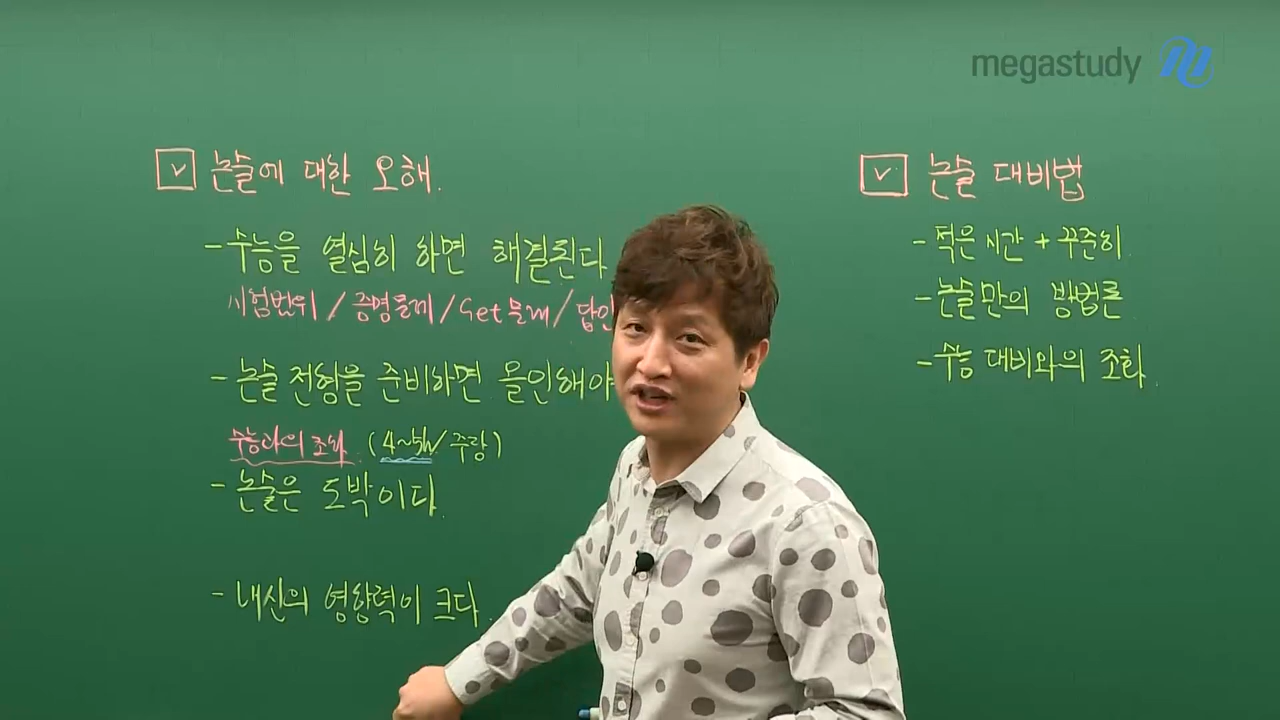 megastudy
논술에 대한 오해.
- 수능을 열심히 하면 해결된다
시험범위 / 증명문제 / Set 문제 / 답안
- 논술 전형을 준비하면 올인해야
수능과의 조화 (4~5h/주당)
- 논술은 도박이다.
- 내신의 영향력이 크다.
논술 대비법
- 적은 시간 + 꾸준히
- 논술만의 방법론
- 수능 대비와의 조화.